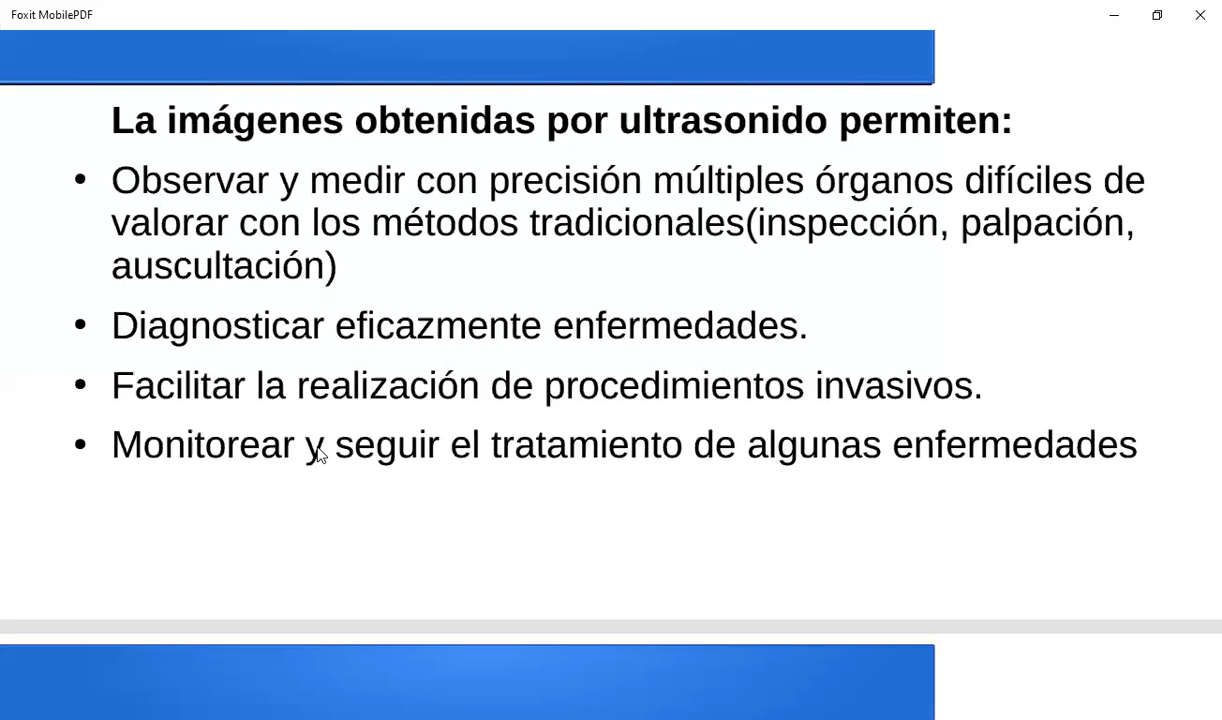 Foxit MobilePDF
La imágenes obtenidas por ultrasonido permiten:
• Observar y medir con precisión múltiples órganos difíciles de
valorar con los métodos tradicionales(inspección, palpación,
auscultación)
• Diagnosticar eficazmente enfermedades.
• Facilitar la realización de procedimientos invasivos.
• Monitorear y seguir el tratamiento de algunas enfermedades